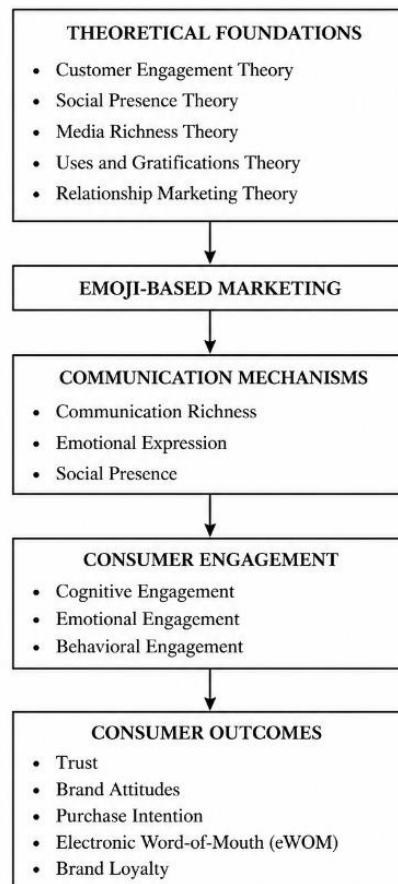 THEORETICAL FOUNDATIONS
• Customer Engagement Theory
• Social Presence Theory
• Media Richness Theory
• Uses and Gratifications Theory
• Relationship Marketing Theory
EMOJI-BASED MARKETING
COMMUNICATION MECHANISMS
• Communication Richness
• Emotional Expression
• Social Presence
CONSUMER ENGAGEMENT
• Cognitive Engagement
• Emotional Engagement
• Behavioral Engagement
CONSUMER OUTCOMES
• Trust
• Brand Attitudes
• Purchase Intention
• Electronic Word-of-Mouth (eWOM)
• Brand Loyalty